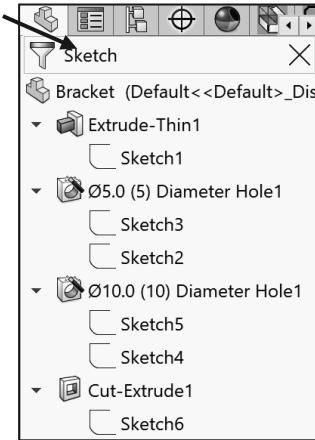 Sketch
Bracket (Default<<Default>_Dis
Extrude-Thin1
Sketch1
Ø5.0 (5) Diameter Hole1
Sketch3
Sketch2
Ø10.0 (10) Diameter Hole1
Sketch5
Sketch4
Cut-Extrude1
Sketch6